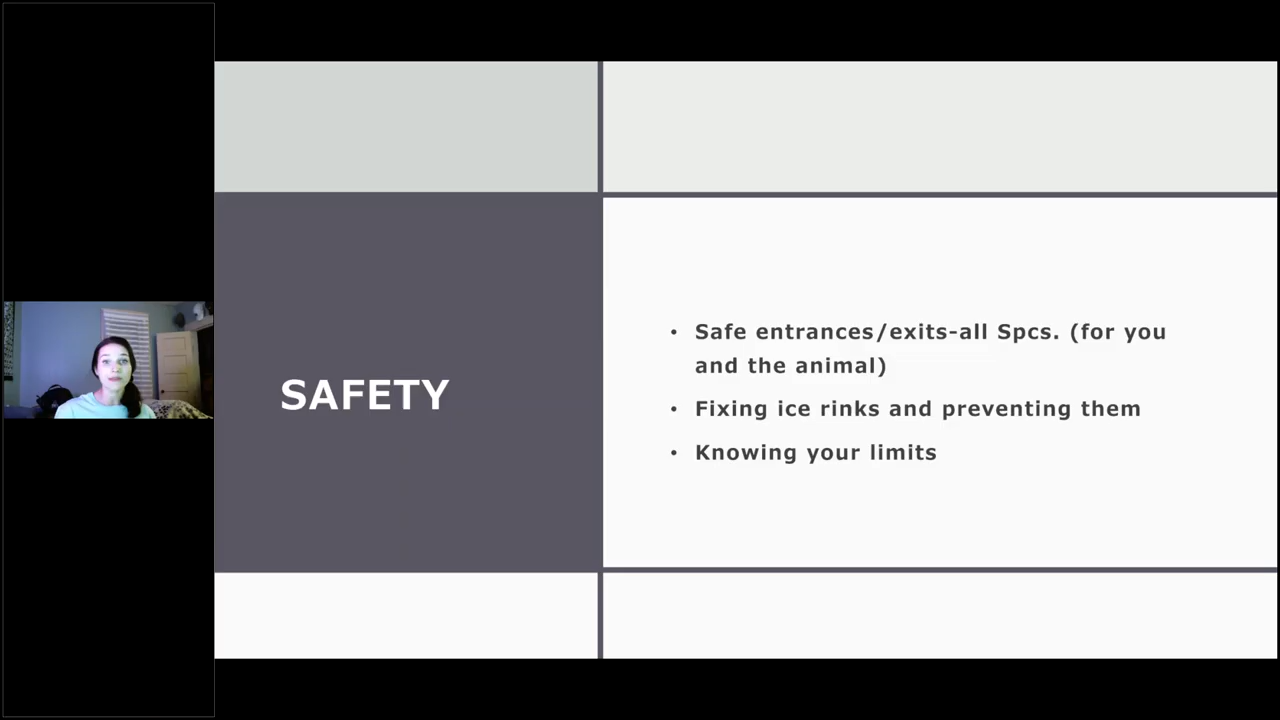 SAFETY
• Safe entrances/exits-all Spcs. (for you
and the animal)
• Fixing ice rinks and preventing them
• Knowing your limits